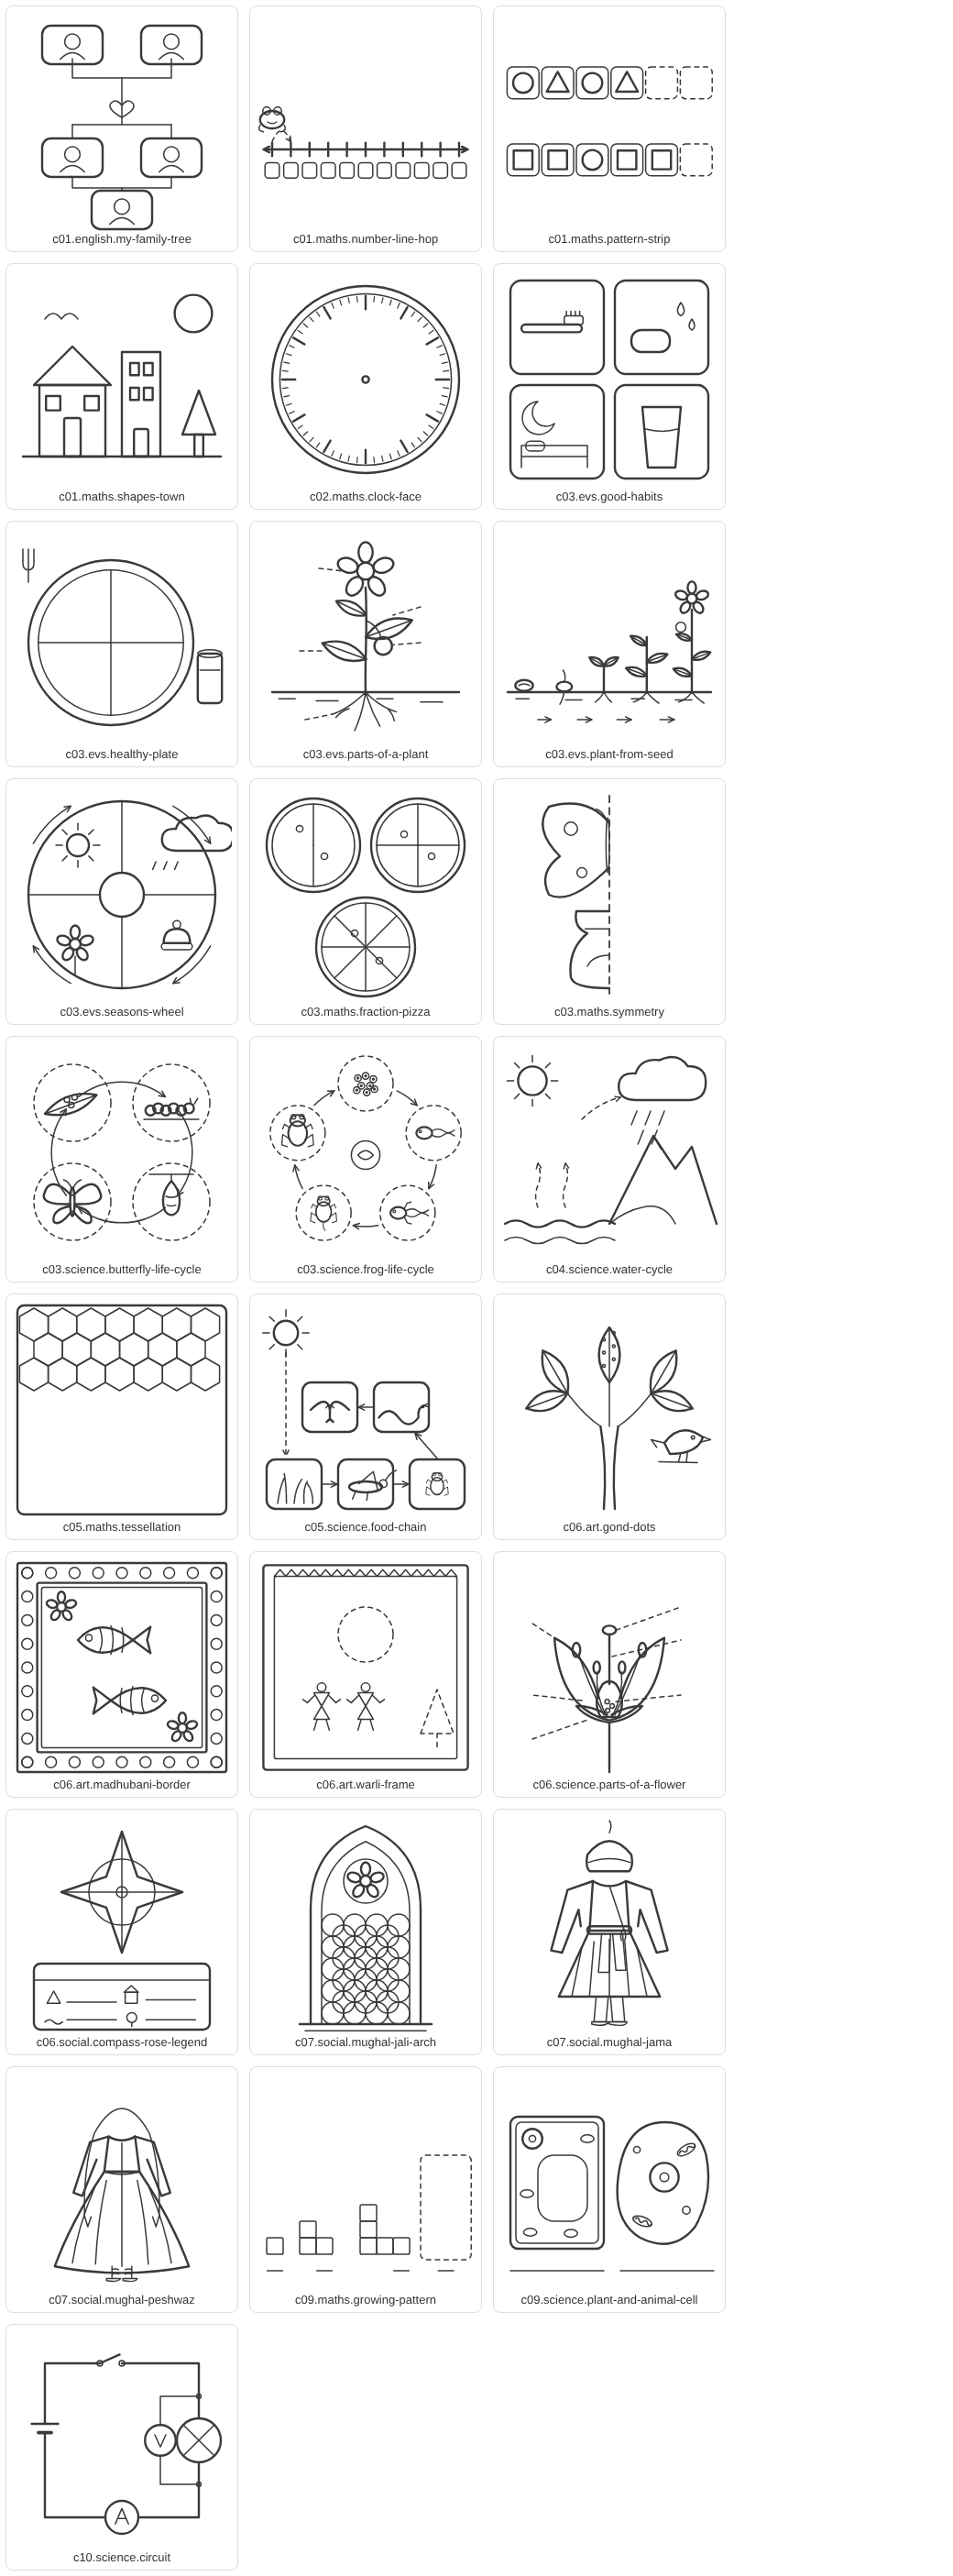 c01.english.my-family-tree
c01.maths.number-line-hop
c01.maths.pattern-strip
c01.maths.shapes-town
c02.maths.clock-face
c03.evs.good-habits
c03.evs.healthy-plate
c03.evs.parts-of-a-plant
c03.evs.plant-from-seed
c03.evs.seasons-wheel
c03.maths.fraction-pizza
c03.maths.symmetry
c03.science.butterfly-life-cycle
c03.science.frog-life-cycle
c04.science.water-cycle
c05.maths.tessellation
c05.science.food-chain
c06.art.gond-dots
c06.art.madhubani-border
c06.art.warli-frame
c06.science.parts-of-a-flower
c06.social.compass-rose-legend
c07.social.mughal-jali-arch
c07.social.mughal-jama
c07.social.mughal-peshwaz
c09.maths.growing-pattern
c09.science.plant-and-animal-cell
V
A
c10.science.circuit